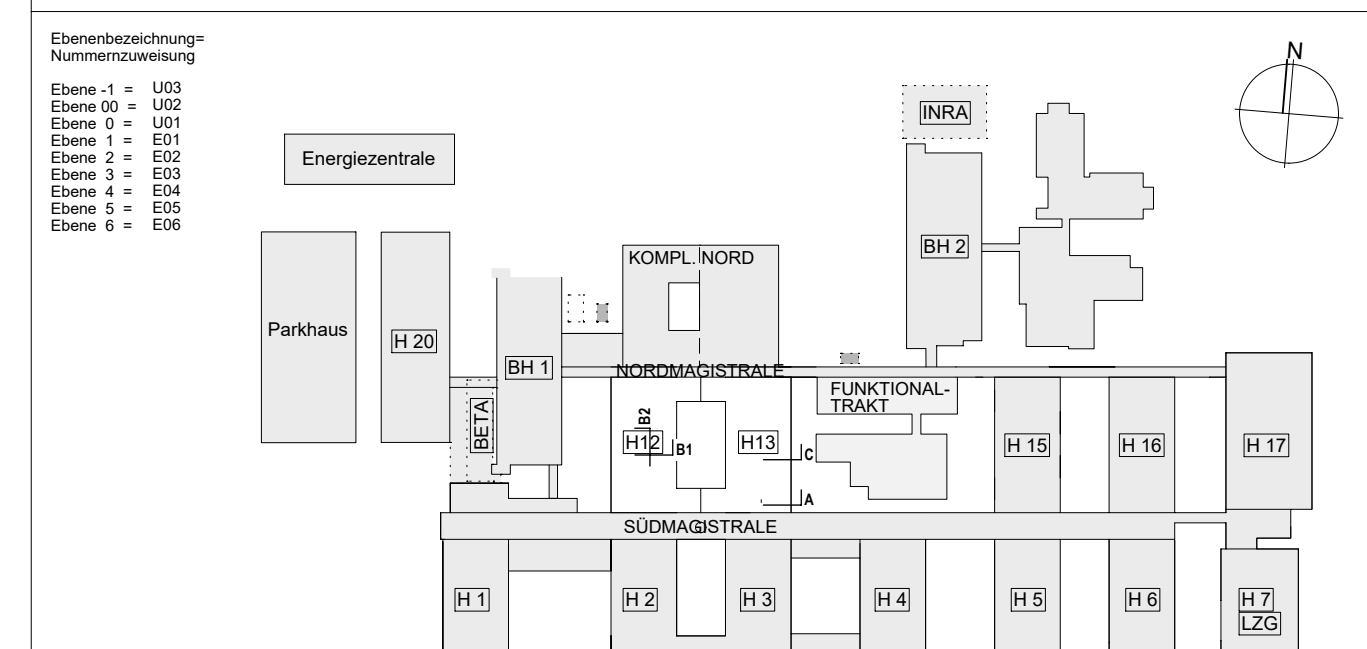 Ebenenbezeichnung=
Nummernzuweisung
Ebene -1 = U03
Ebene 00 = U02
Ebene 0 = U01
Ebene 1 = E01
Ebene 2 = E02
Ebene 3 = E03
Ebene 4 = E04
Ebene 5 = E05
Ebene 6 = E06
N
INRA
Energiezentrale
BH 2
KOMPL. NORD
Parkhaus
H 20
BH 1
NORDMAGISTRALE
FUNKTIONAL-
TRAKT
BETA
B2
H12
B1
H13
C
H 15
H 16
H 17
A
SÜDMAGISTRALE
H 1
H 2
H 3
H 4
H 5
H 6
H 7
LZG